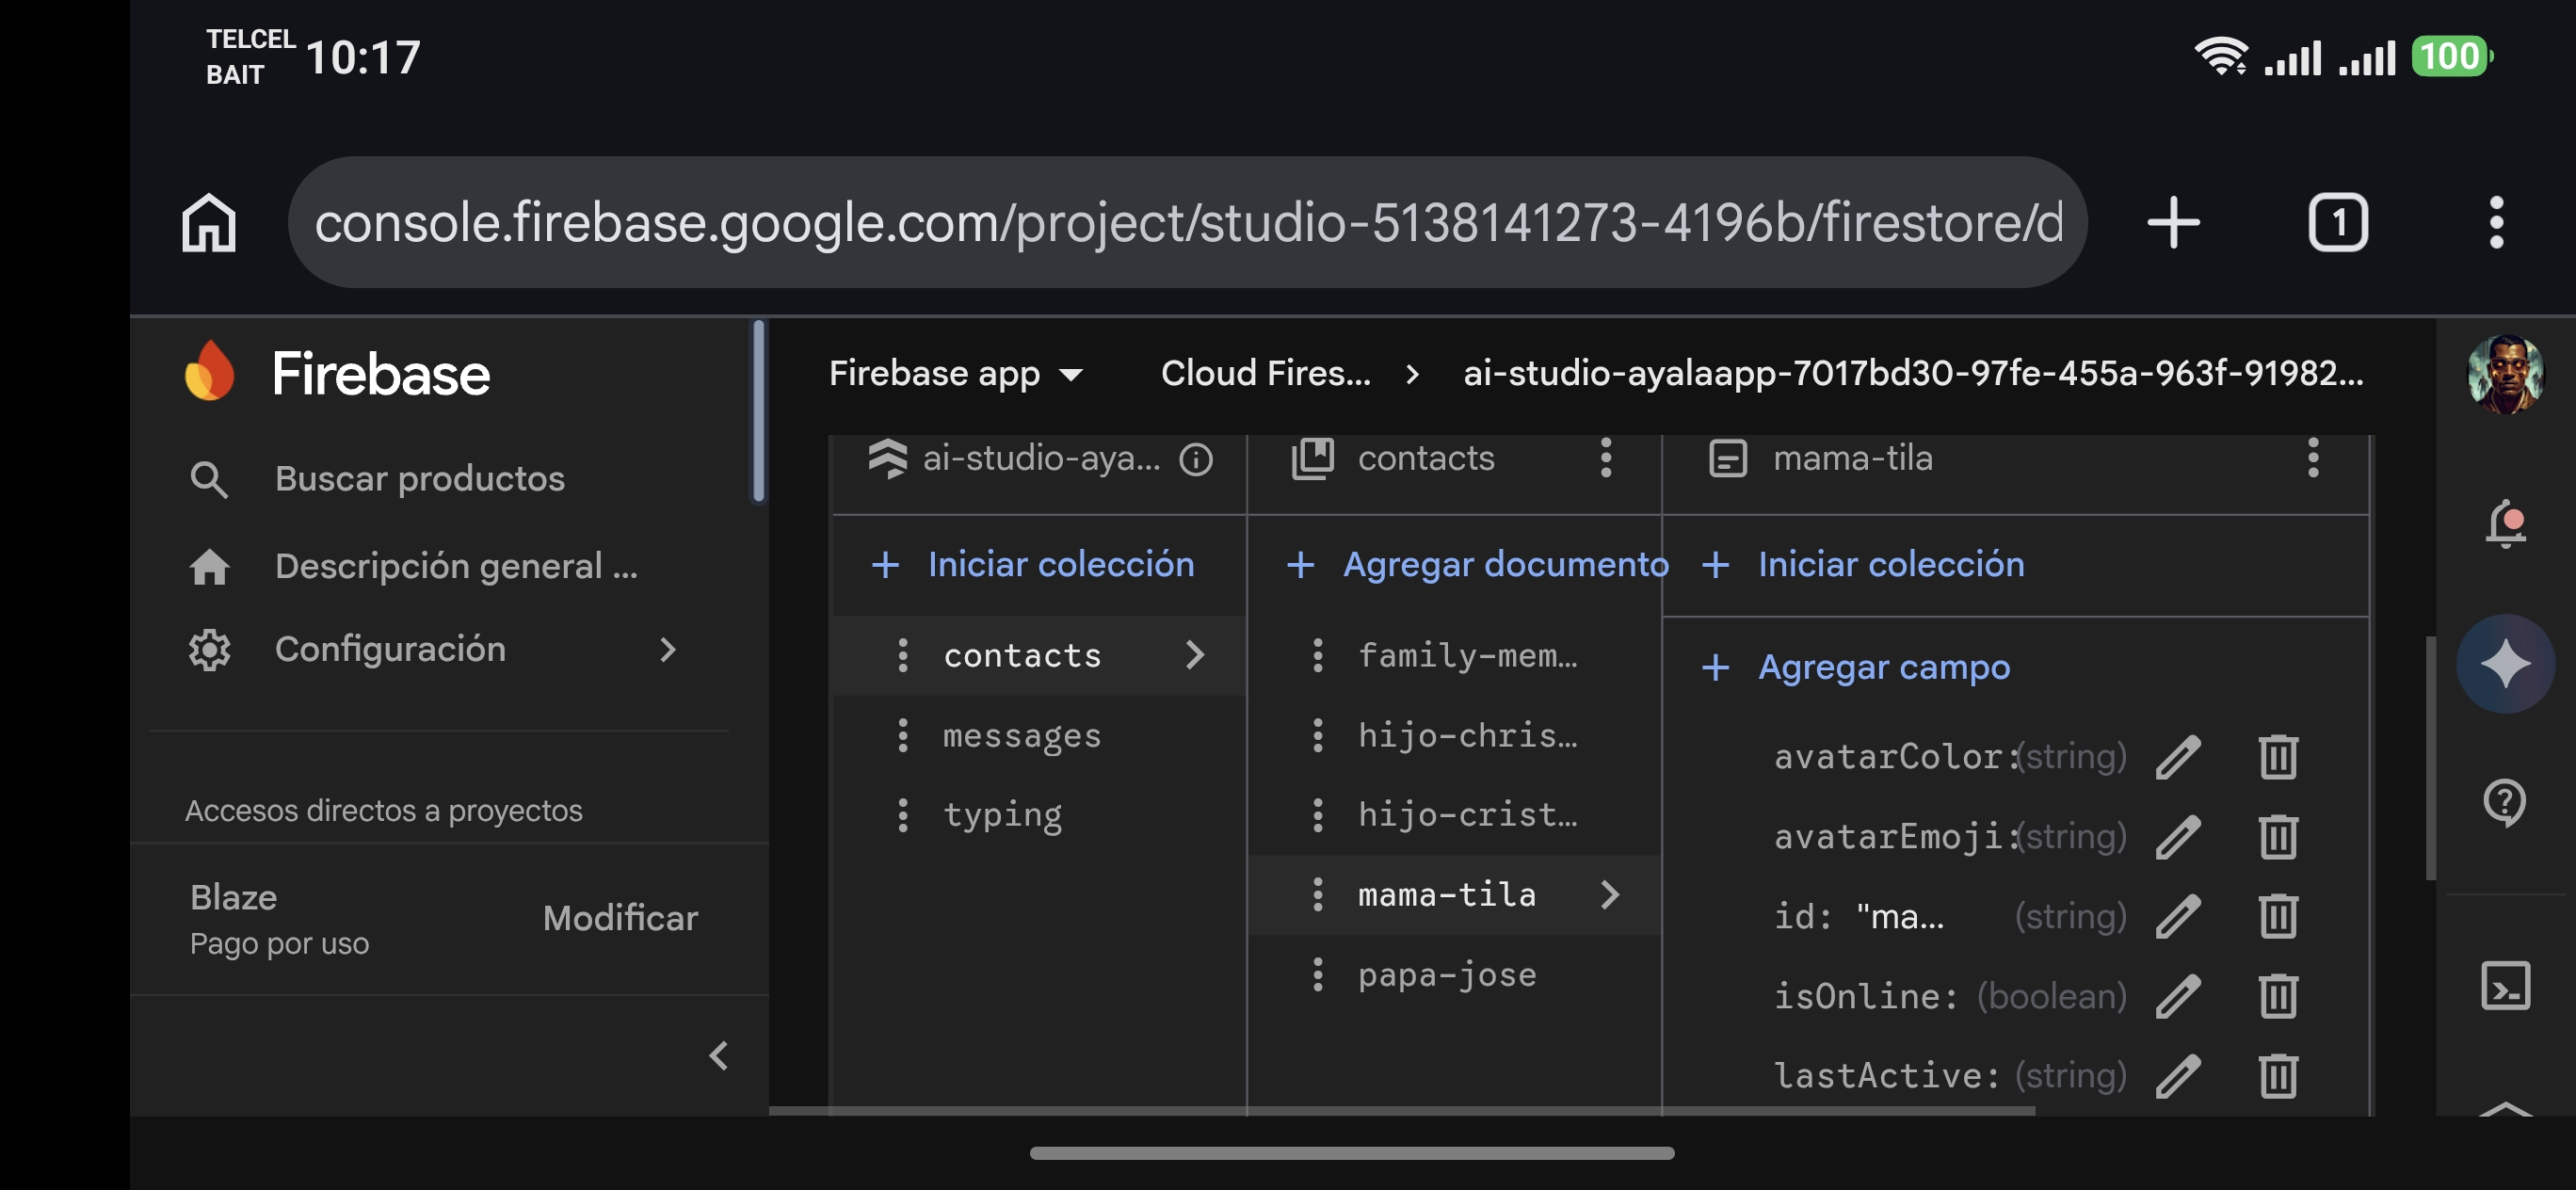 TELCEL
BAIT
10:17
100
console.firebase.google.com/project/studio-5138141273-4196b/firestore/d
1
Firebase
Buscar productos
Descripción general ...
Configuración
Accesos directos a proyectos
Blaze
Pago por uso
Modificar
Firebase app
Cloud Fires... > ai-studio-ayalaapp-7017bd30-97fe-455a-963f-91982...
ai-studio-aya...
Iniciar colección
contacts
messages
typing
contacts
Agregar documento
family-mem...
hijo-chris...
hijo-crist...
mama-tila
papa-jose
mama-tila
Iniciar colección
Agregar campo
avatarColor: (string)
avatarEmoji: (string)
id: "ma... (string)
isOnline: (boolean)
lastActive: (string)